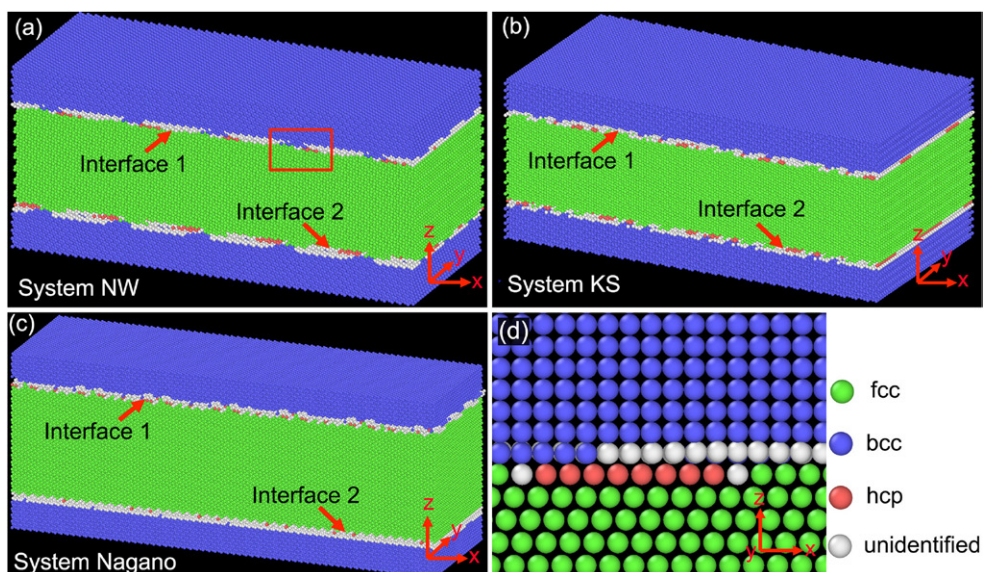 (a)
Interface 1
Interface 2
z
y
x
System NW
(b)
Interface 1
Interface 2
z
y
x
System KS
(c)
Interface 1
Interface 2
z
y
x
System Nagano
(d)
z
y
x
fcc
bcc
hcp
unidentified